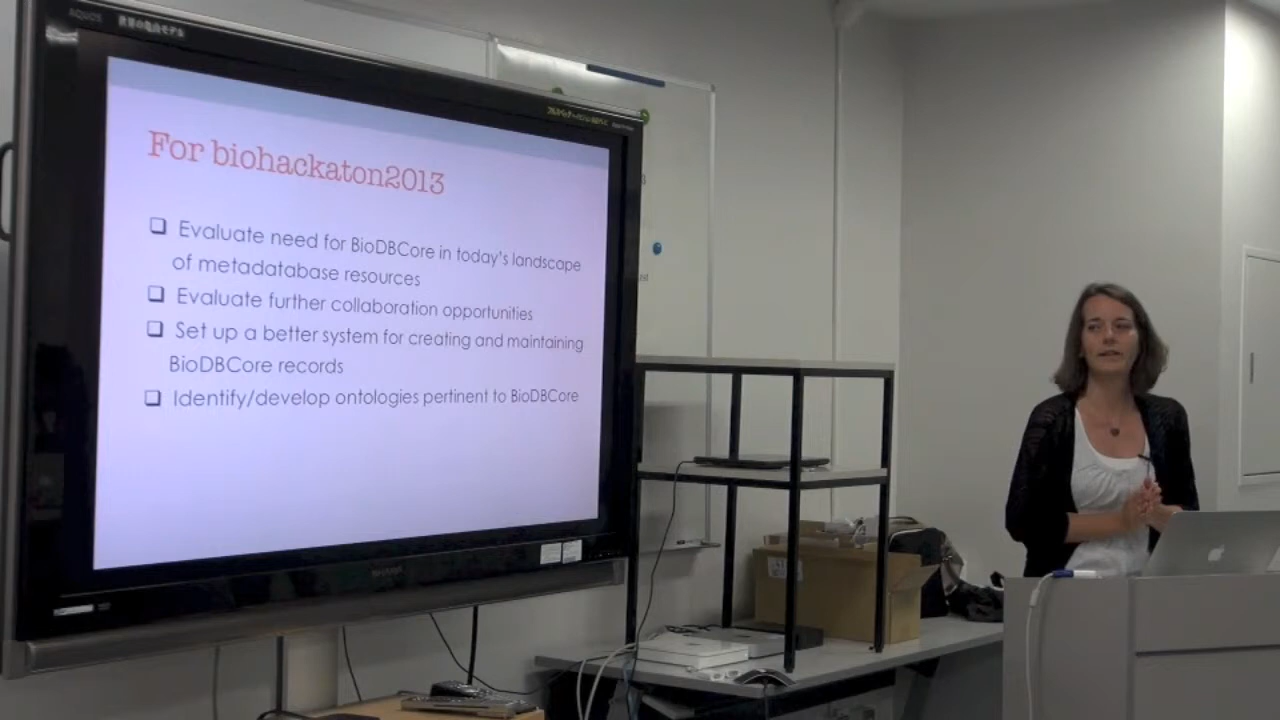 AQUOS
For biohackaton2013
❑ Evaluate need for BioDBCore in today's landscape
of metadatabase resources
❑ Evaluate further collaboration opportunities
❑ Set up a better system for creating and maintaining
BioDBCore records
❑ Identify/develop ontologies pertinent to BioDBCore